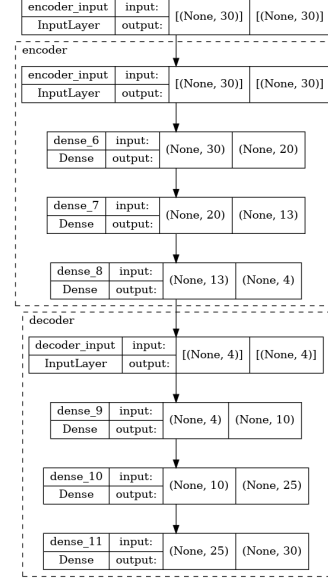 encoder_input input: [(None, 30)] [(None, 30)]
InputLayer output:
encoder
encoder_input input: [(None, 30)] [(None, 30)]
InputLayer output:
dense_6 input: (None, 30) (None, 20)
Dense output:
dense_7 input: (None, 20) (None, 13)
Dense output:
dense_8 input: (None, 13) (None, 4)
Dense output:
decoder
decoder_input input: [(None, 4)] [(None, 4)]
InputLayer output:
dense_9 input: (None, 4) (None, 10)
Dense output:
dense_10 input: (None, 10) (None, 25)
Dense output:
dense_11 input: (None, 25) (None, 30)
Dense output: